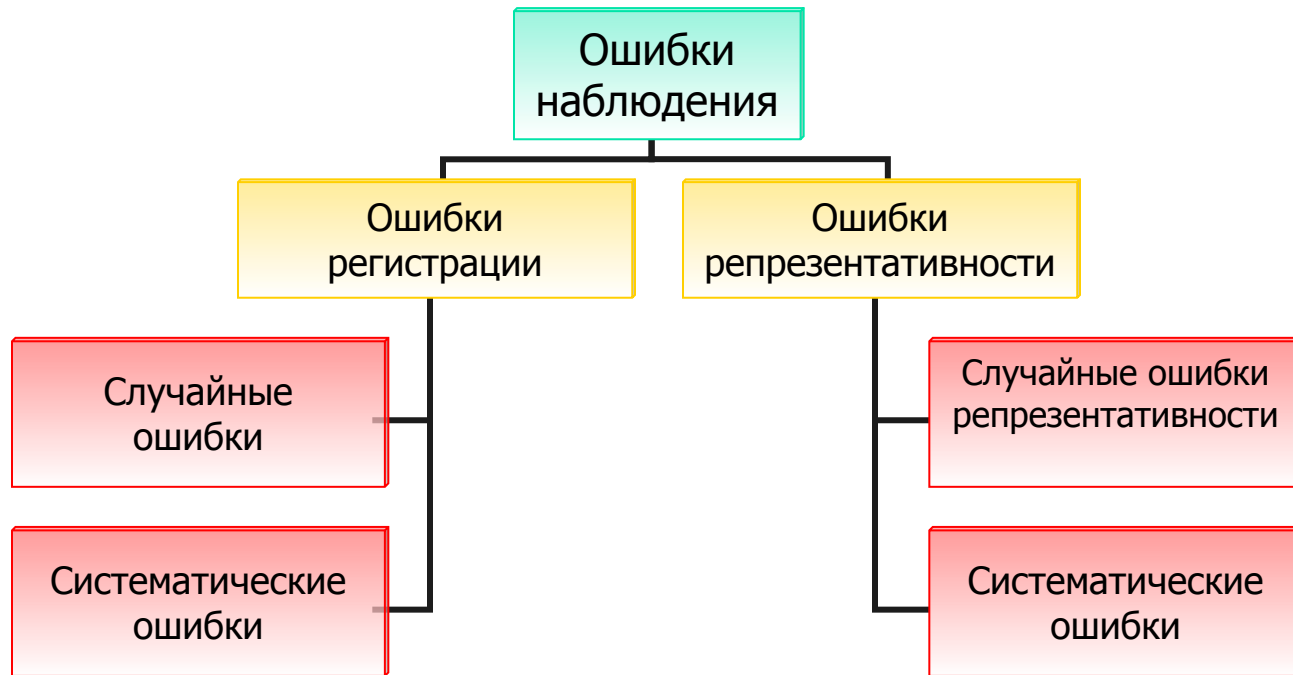 Ошибки
наблюдения
Ошибки
регистрации
Ошибки
репрезентативности
Случайные
ошибки
Случайные ошибки
репрезентативности
Систематические
ошибки
Систематические
ошибки